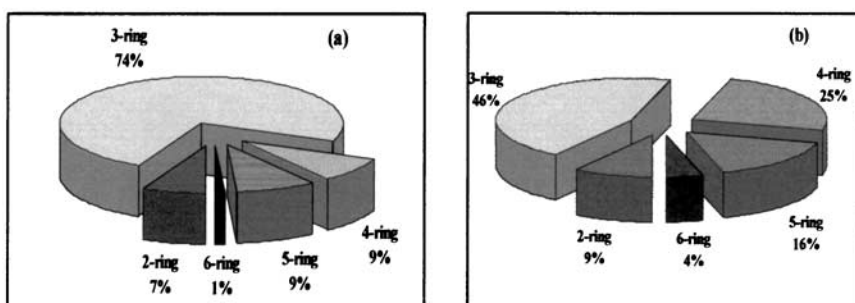 3-ring
74%
(a)
4-ring
9%
5-ring
9%
6-ring
1%
2-ring
7%
(b)
3-ring
46%
4-ring
25%
5-ring
16%
6-ring
4%
2-ring
9%